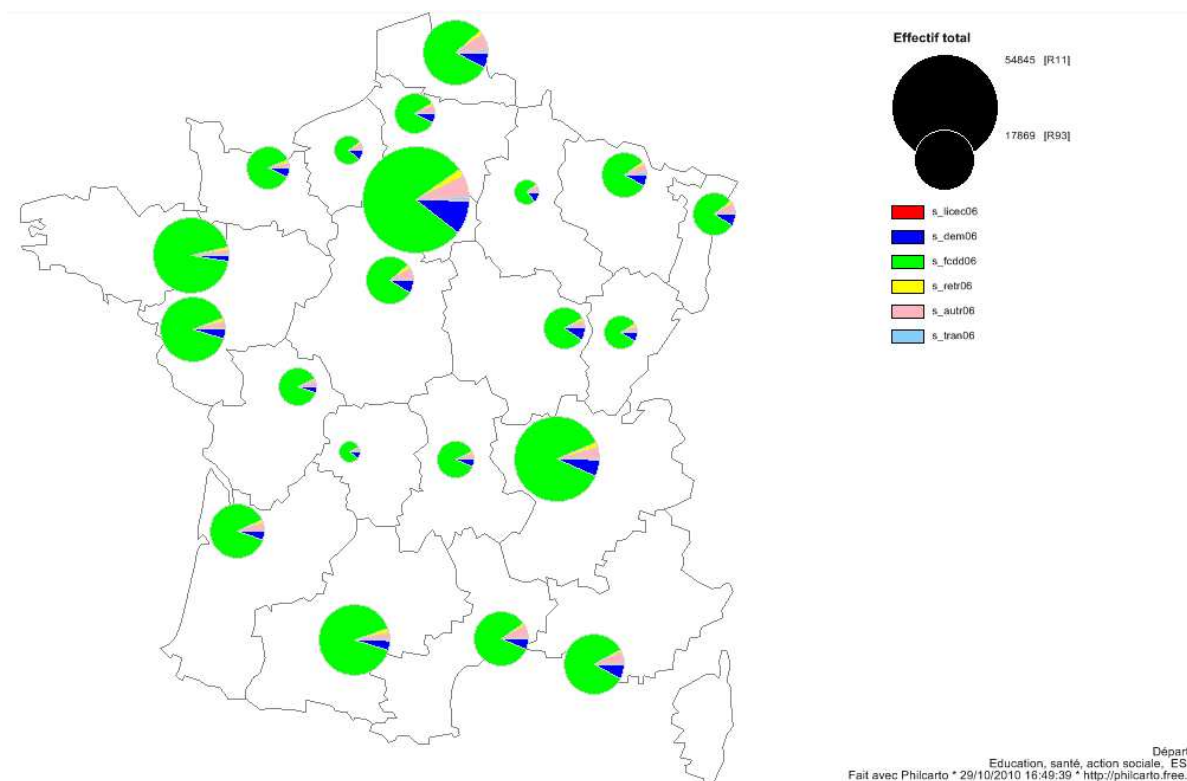 Effectif total
54845 [R11]
17869 [R93]
s_licec06
s_dem06
s_fcdd06
s_retr06
s_autr06
s_tran06
Départ
Education, santé, action sociale, ES
Fait avec Philcarto * 29/10/2010 16:49:39 * http://philcarto.free.